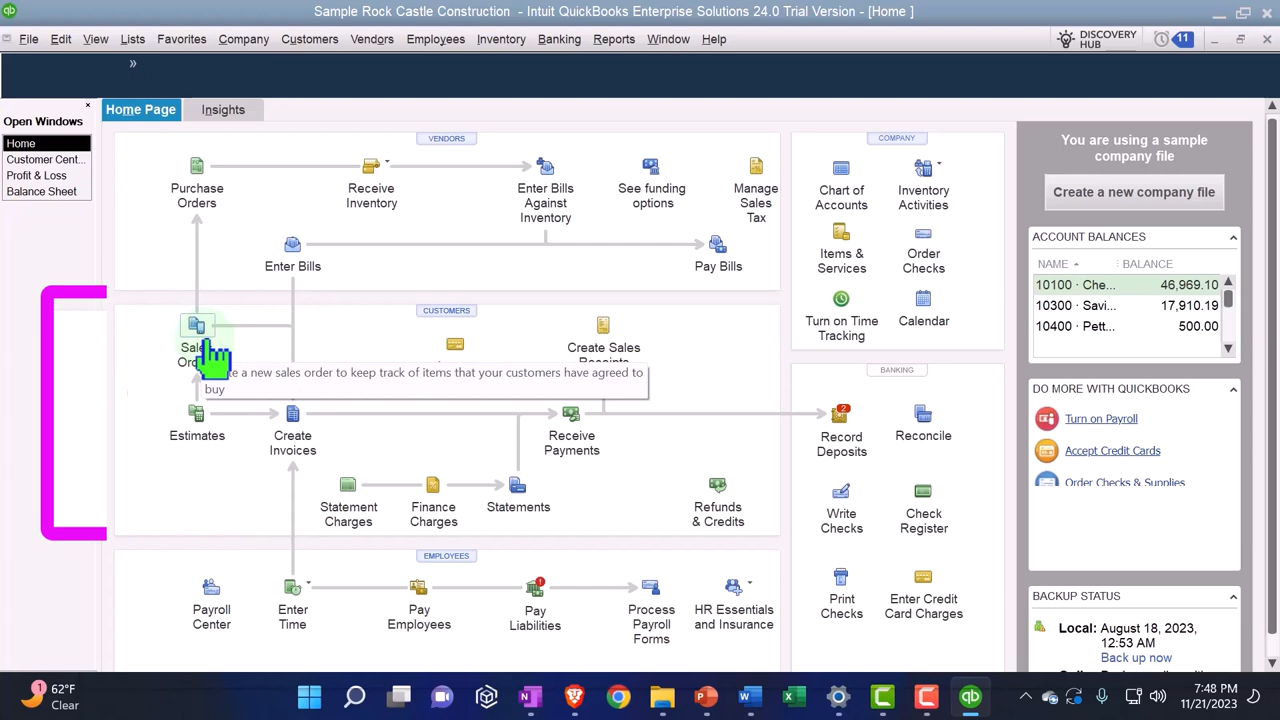 Sample Rock Castle Construction - Intuit QuickBooks Enterprise Solutions 24.0 Trial Version - [Home ]
File Edit View Lists Favorites Company Customers Vendors Employees Inventory Banking Reports Window Help
DISCOVERY
HUB
11
»
Open Windows
Home
Customer Cent...
Profit & Loss
Balance Sheet
Home Page
Insights
VENDORS
Purchase
Orders
Receive
Inventory
Enter Bills
Against
Inventory
See funding
options
Manage
Sales
Tax
Enter Bills
Pay Bills
CUSTOMERS
Create Sales
a new sales order to keep track of items that your customers have agreed to
buy
Estimates
Create
Invoices
Receive
Payments
Statement
Charges
Finance
Charges
Statements
Refunds
& Credits
EMPLOYEES
Payroll
Center
Enter
Time
Pay
Employees
Pay
Liabilities
Process
Payroll
Forms
HR Essentials
and Insurance
COMPANY
Chart of
Accounts
Inventory
Activities
Items &
Services
Order
Checks
Turn on Time
Tracking
Calendar
BANKING
2
Record
Deposits
Reconcile
Write
Checks
Check
Register
Print
Checks
Enter Credit
Card Charges
You are using a sample
company file
Create a new company file
ACCOUNT BALANCES
NAME BALANCE
10100 · Che... 46,969.10
10300 · Savi... 17,910.19
10400 · Pett... 500.00
DO MORE WITH QUICKBOOKS
Turn on Payroll
Accept Credit Cards
Order Checks & Supplies
BACKUP STATUS
Local: August 18, 2023,
12:53 AM
Back up now
1
62°F
Clear
7:48 PM
11/21/2023